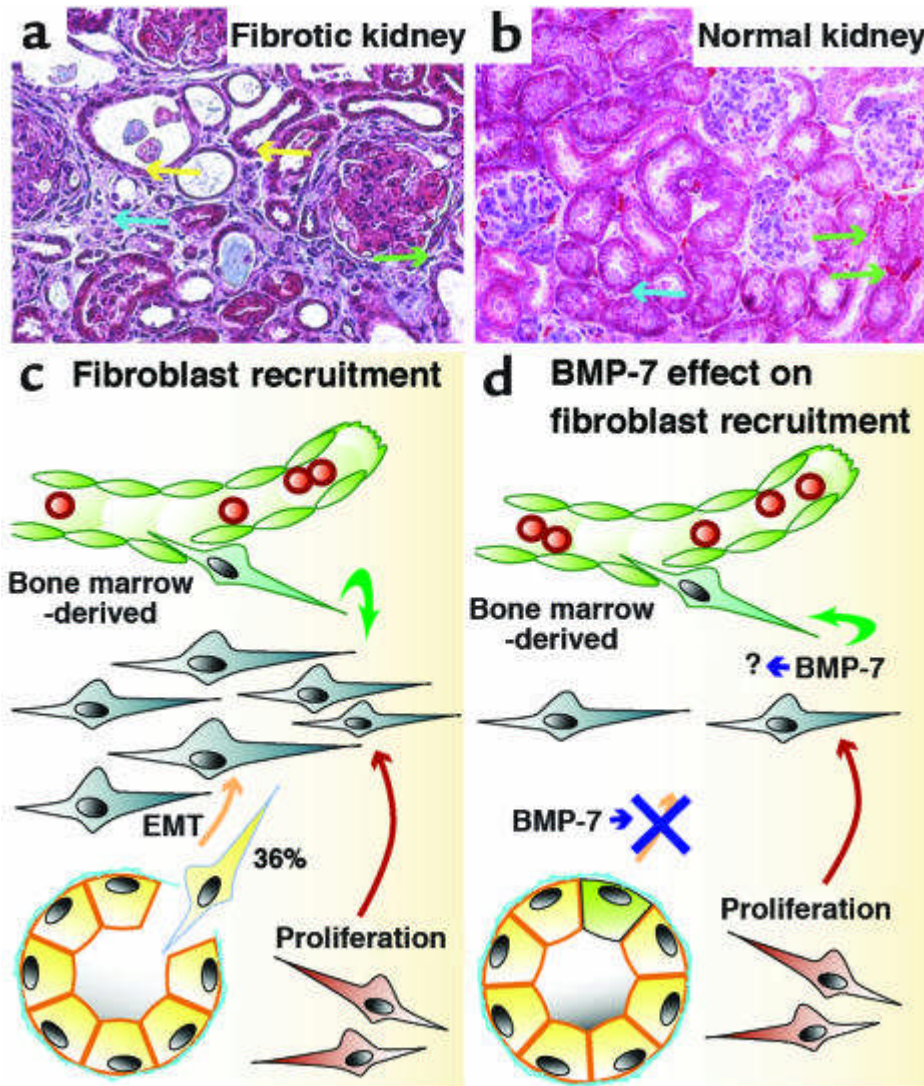 a Fibrotic kidney
b Normal kidney
c Fibroblast recruitment
Bone marrow
-derived
EMT
36%
Proliferation
d BMP-7 effect on
fibroblast recruitment
Bone marrow
-derived
? BMP-7
BMP-7
Proliferation